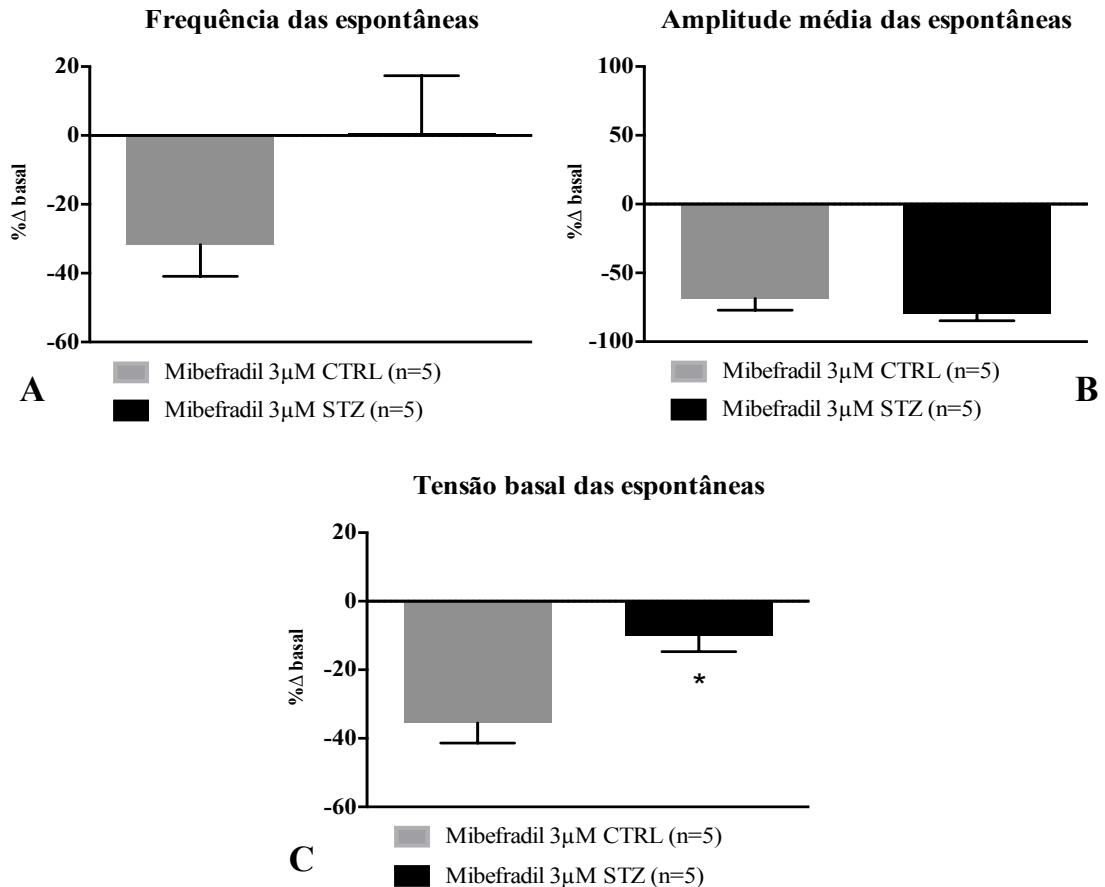 Frequência das espontâneas
20
0
-20
-40
-60
%Δ basal
Mibefradil 3µM CTRL (n=5)
Mibefradil 3µM STZ (n=5)
A
Amplitude média das espontâneas
100
50
0
-50
-100
%Δ basal
Mibefradil 3µM CTRL (n=5)
Mibefradil 3µM STZ (n=5)
B
Tensão basal das espontâneas
20
0
-20
-40
-60
%Δ basal
*
Mibefradil 3µM CTRL (n=5)
Mibefradil 3µM STZ (n=5)
C